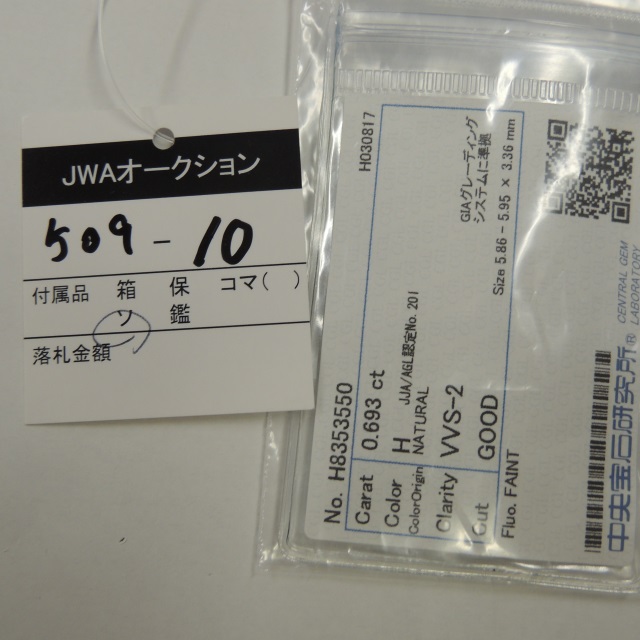 JWAオークション
509-10
付属品 箱 保 コマ( )
ソ 鑑
落札金額
H030817
No. H8353550
Carat 0.693 ct
Color H JJA/AGL認定No. 201
ColorOrigin NATURAL
Clarity VVS-2
Cut GOOD
Fluo. FAINT
GIAグレーディング
システムに準拠
Size 5.86 - 5.95 × 3.36 mm
中央宝石研究所®
CENTRAL GEM
LABORATORY